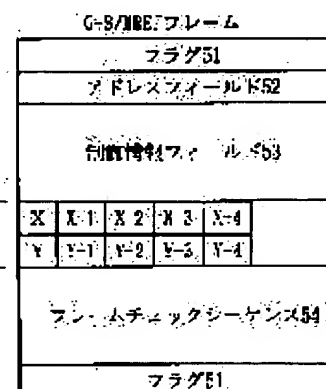 フレーム
フラグ51
アドレスフィールド52
制御情報フィールド53
X X-1 X-2 X-3 X-4
Y Y-1 Y-2 Y-3 Y-4
フレームチェックシーケンス54
フラグ51